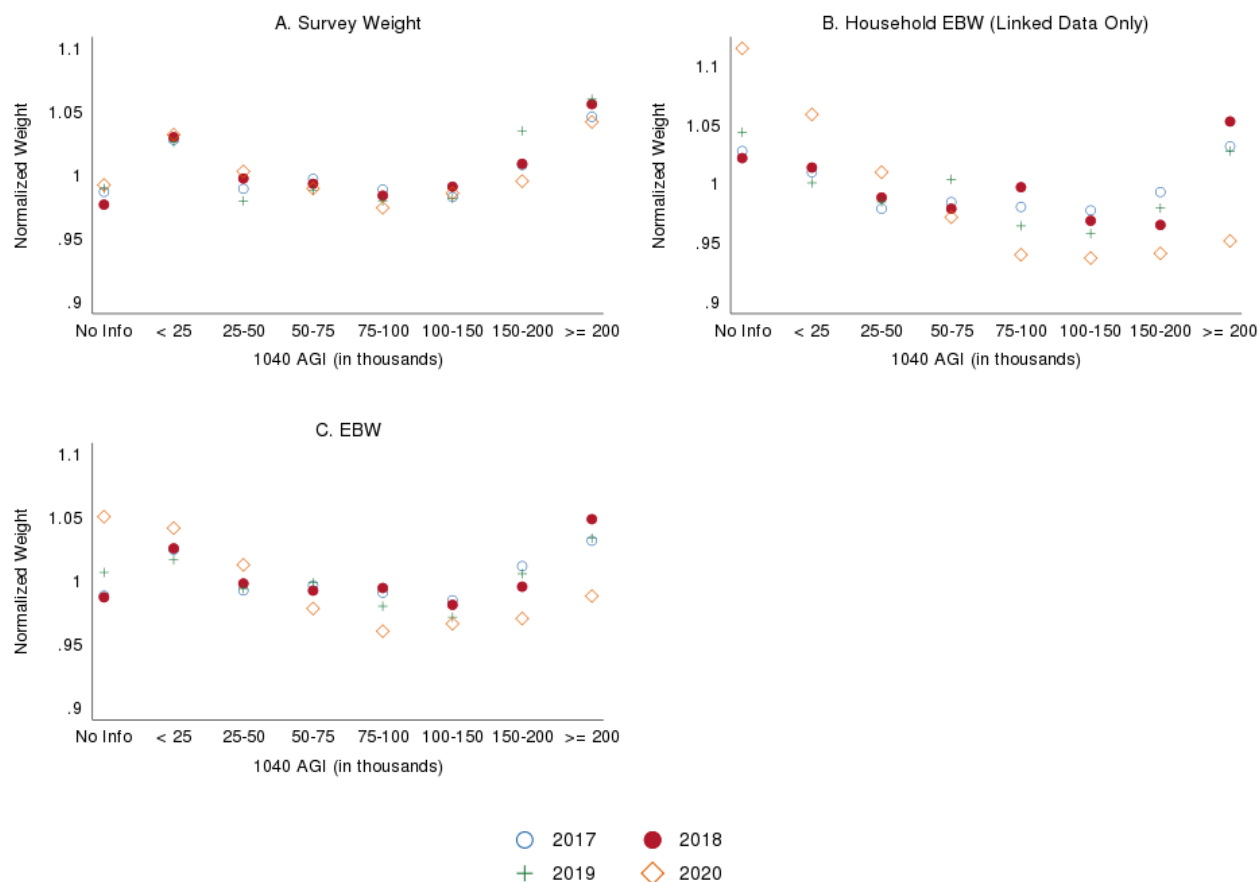 A. Survey Weight
1.1
1.05
1
.95
.9
Normalized Weight
No Info < 25 25-50 50-75 75-100 100-150 150-200 >= 200
1040 AGI (in thousands)
B. Household EBW (Linked Data Only)
1.1
1.05
1
.95
.9
Normalized Weight
No Info < 25 25-50 50-75 75-100 100-150 150-200 >= 200
1040 AGI (in thousands)
C. EBW
1.1
1.05
1
.95
.9
Normalized Weight
No Info < 25 25-50 50-75 75-100 100-150 150-200 >= 200
1040 AGI (in thousands)
2017 2018
2019 2020